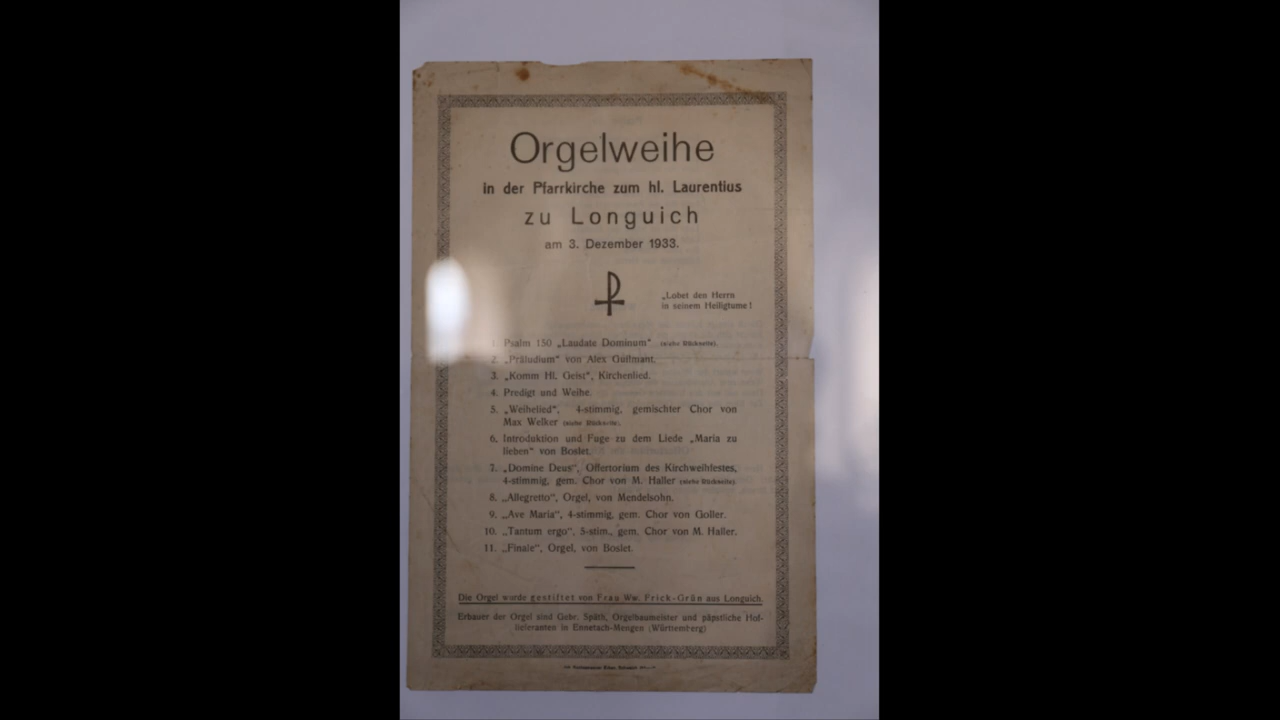 Orgelweihe
in der Pfarrkirche zum hl. Laurentius
zu Longuich
am 3. Dezember 1933.
„Lobet den Herrn
in seinem Heiligtume!
1. Psalm 150 „Laudate Dominum“ (siehe Rückseite).
2. „Präludium“ von Alex Guilmant.
3. „Komm Hl. Geist“, Kirchenlied.
4. Predigt und Weihe.
5. „Weihelied“, 4-stimmig, gemischter Chor von
Max Welker (siehe Rückseite).
6. Introduktion und Fuge zu dem Liede „Maria zu
lieben“ von Boslet.
7. „Domine Deus“, Offertorium des Kirchweihfestes,
4-stimmig, gem. Chor von M. Haller (siehe Rückseite).
8. „Allegretto“, Orgel, von Mendelsohn.
9. „Ave Maria“, 4-stimmig, gem. Chor von Goller.
10. „Tantum ergo“, 5-stim., gem. Chor von M. Haller.
11. „Finale“, Orgel, von Boslet.
Die Orgel wurde gestiftet von Frau Ww. Frick-Grün aus Longuich.
Erbauer der Orgel sind Gebr. Späth, Orgelbaumeister und päpstliche Hof-
lieferanten in Ennetach-Mengen (Württemberg)